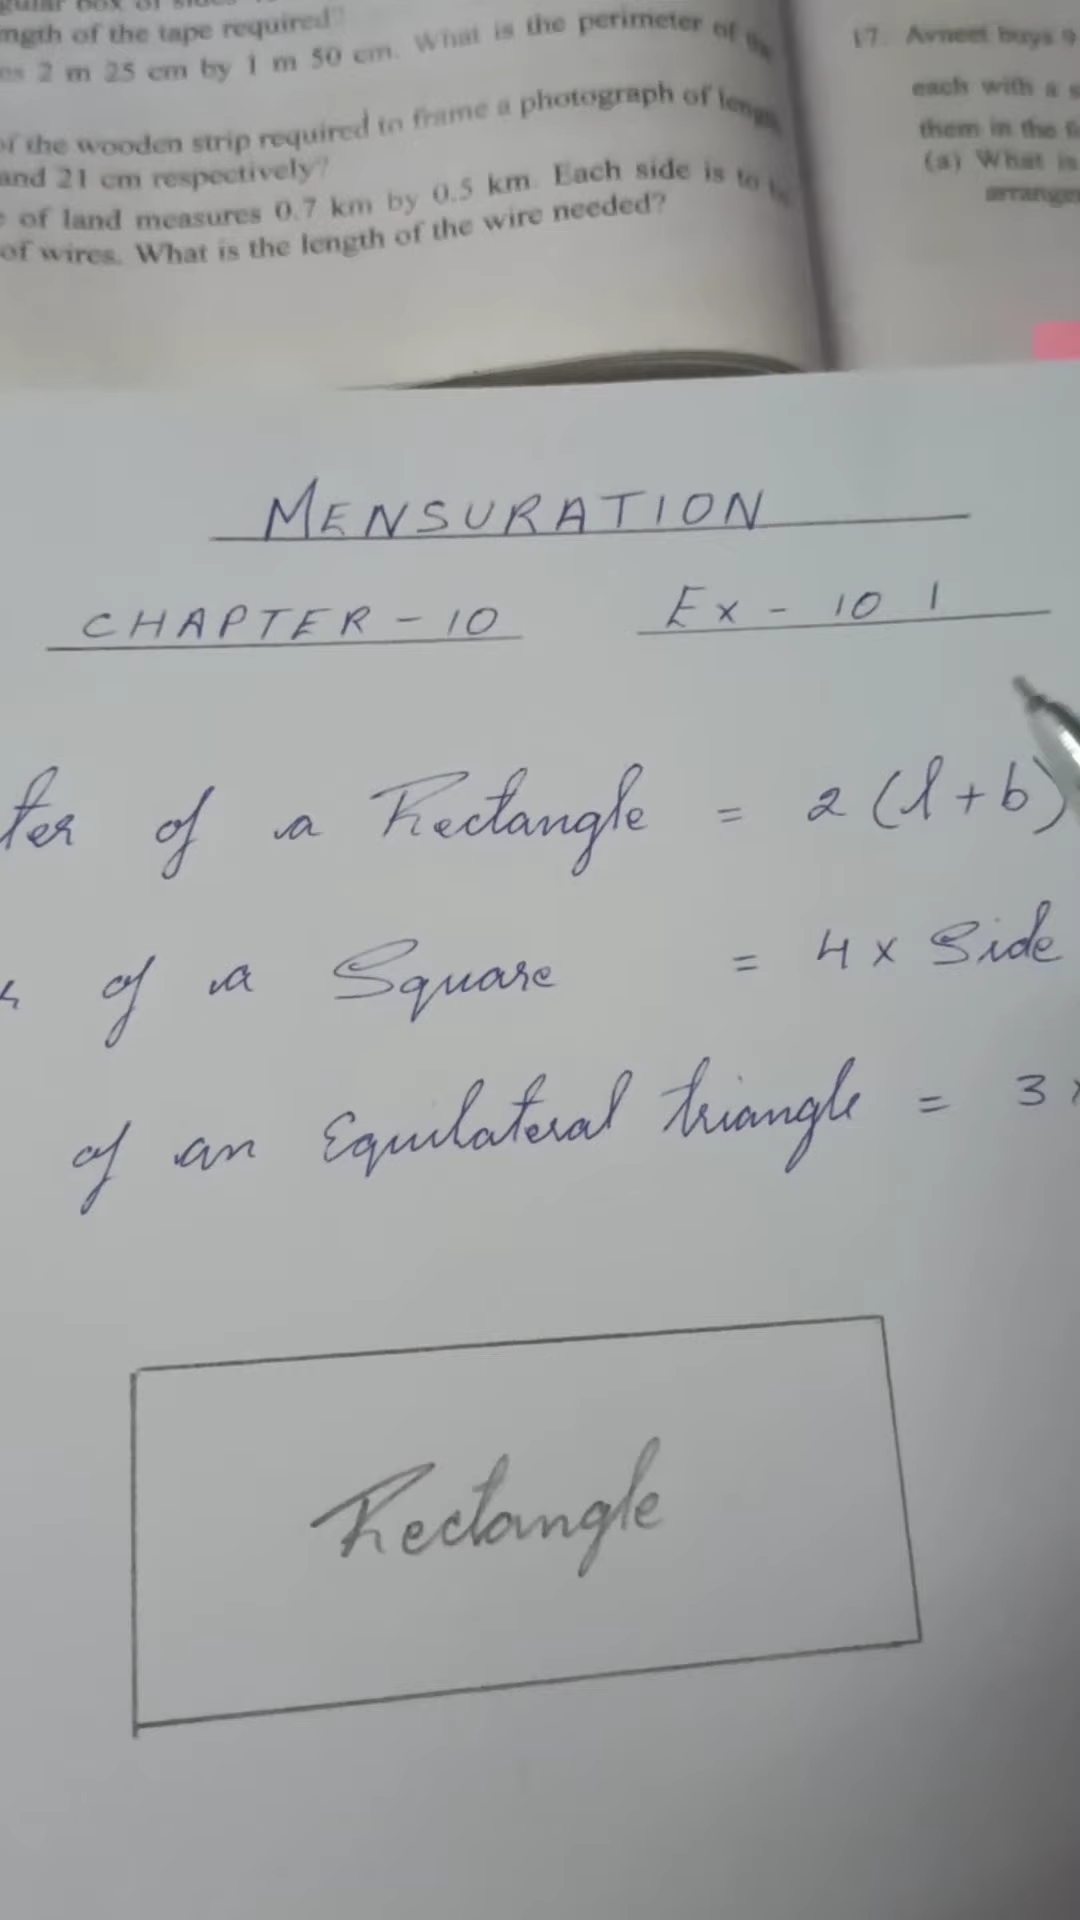 of the tape required?
2 m 25 cm by 1 m 50 cm. What is the perimeter of
of the wooden strip required to frame a photograph of length
and 21 cm respectively?
of land measures 0.7 km by 0.5 km. Each side is to
of wires. What is the length of the wire needed?
17. Avneet buys 9
each with a
them in the
(a) What is
MENSURATION
CHAPTER - 10 Ex - 10 1
of a Rectangle = 2 (l + b)
of a Square = 4 x Side
of an Equilateral triangle = 3
Rectangle